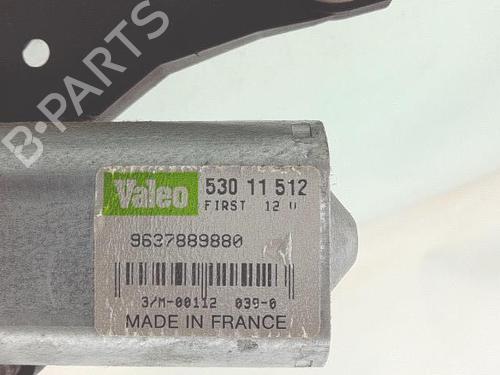 B-PARTS
Valeo 530 11 512
FIRST 12 V
9637889880
3/M-00112 039-0
MADE IN FRANCE